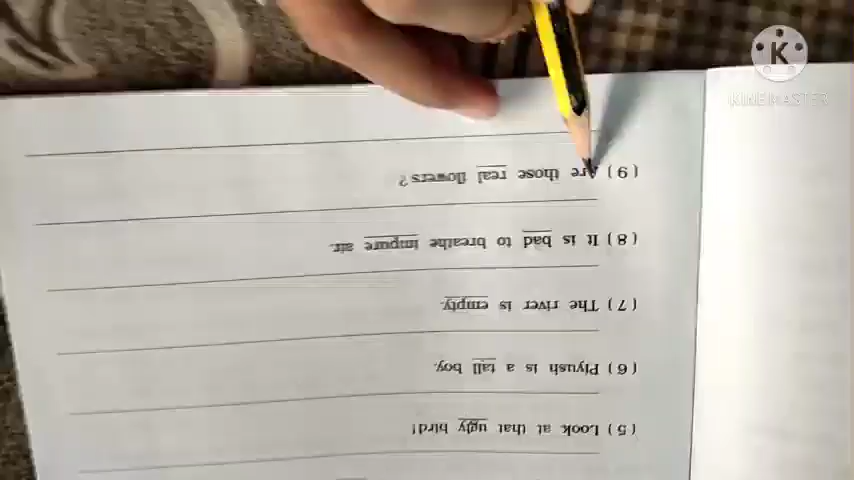 (5) Look at that ugly bird!
(6) Piyush is a tall boy.
(7) The river is empty.
(8) It is bad to breathe impure air.
(9) Are those real flowers?
K
KINEMASTER